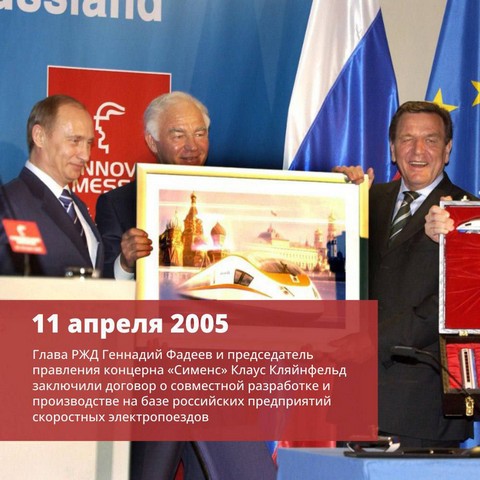 ussland
HANNOVER
MESSE
11 апреля 2005
Глава РЖД Геннадий Фадеев и председатель
правления концерна «Сименс» Клаус Кляйнфельд
заключили договор о совместной разработке и
производстве на базе российских предприятий
скоростных электропоездов